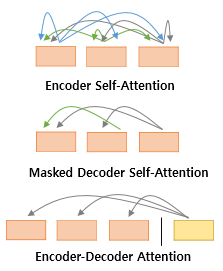 Encoder Self-Attention
Masked Decoder Self-Attention
Encoder-Decoder Attention